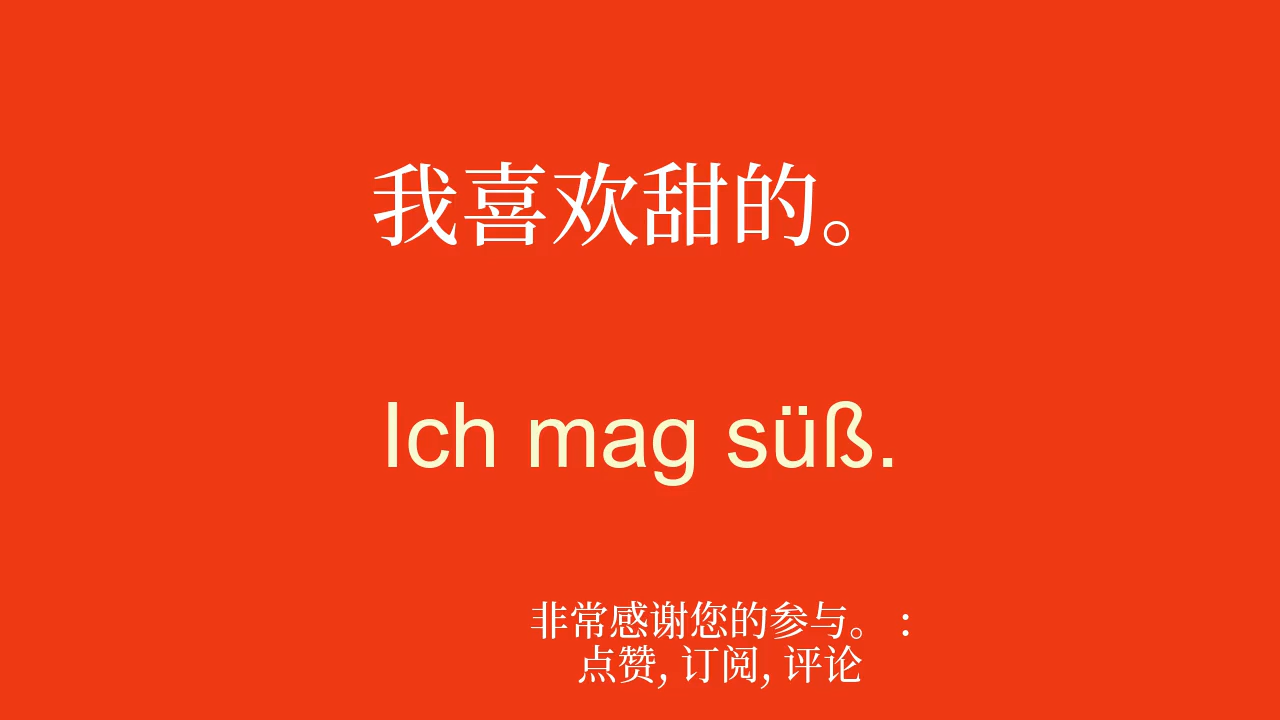 我喜欢甜的。
Ich mag süß.
非常感谢您的参与。 :
点赞, 订阅, 评论